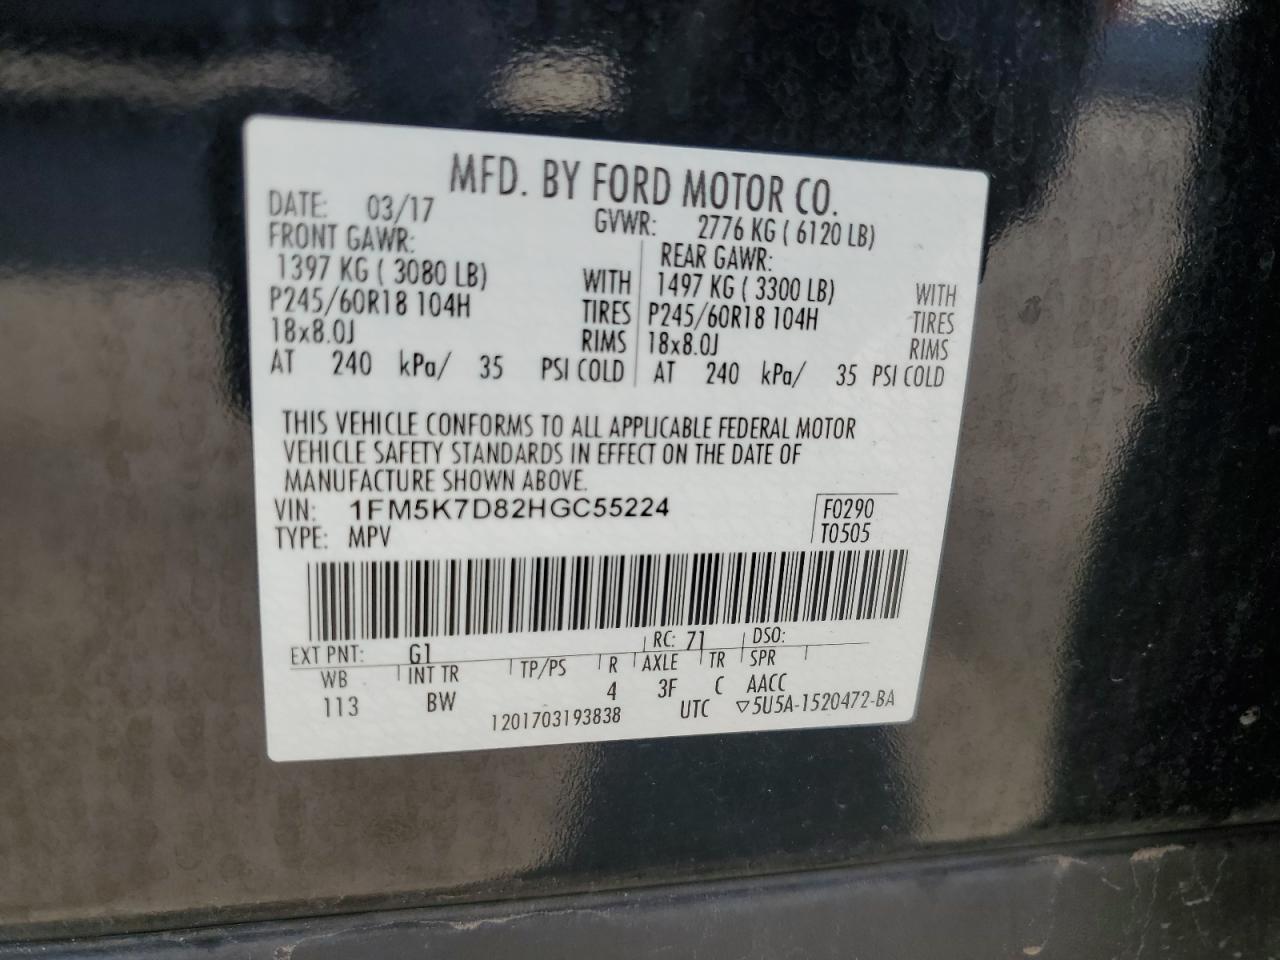 MFD. BY FORD MOTOR CO.
DATE: 03/17 GVWR: 2776 KG ( 6120 LB)
FRONT GAWR: REAR GAWR:
1397 KG ( 3080 LB) WITH 1497 KG ( 3300 LB) WITH
P245/60R18 104H TIRES P245/60R18 104H TIRES
18x8.0J RIMS 18x8.0J RIMS
AT 240 kPa/ 35 PSI COLD AT 240 kPa/ 35 PSI COLD
THIS VEHICLE CONFORMS TO ALL APPLICABLE FEDERAL MOTOR
VEHICLE SAFETY STANDARDS IN EFFECT ON THE DATE OF
MANUFACTURE SHOWN ABOVE.
VIN: 1FM5K7D82HGC55224 F0290
TYPE: MPV T0505
EXT PNT: G1 RC: 71 DSO:
WB INT TR TP/PS R AXLE TR SPR
113 BW 4 3F C AACC
1201703193838 UTC ▽5U5A-1520472-BA